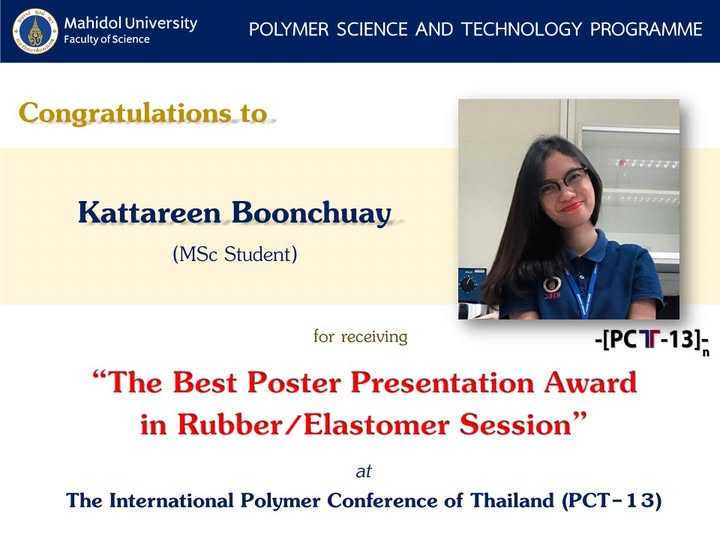 Mahidol University
Faculty of Science
POLYMER SCIENCE AND TECHNOLOGY PROGRAMME
Congratulations to
Kattareen Boonchuay
(MSc Student)
for receiving
-[PCT-13]-n
“The Best Poster Presentation Award
in Rubber/Elastomer Session”
at
The International Polymer Conference of Thailand (PCT-13)